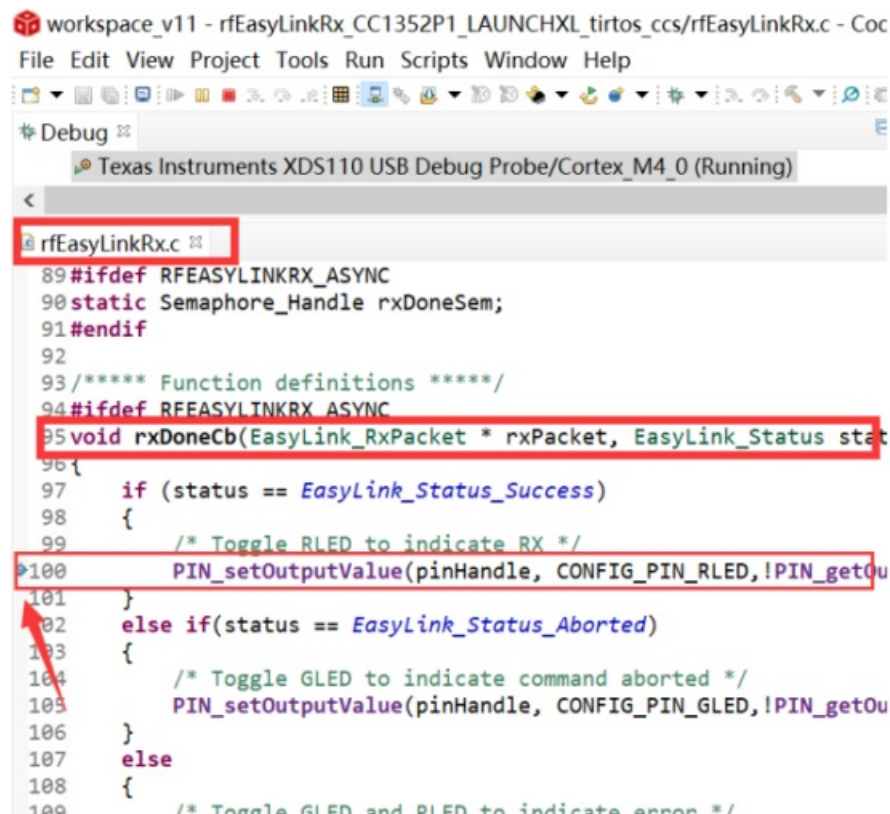 workspace_v11 - rfEasyLinkRx_CC1352P1_LAUNCHXL_tirtos_ccs/rfEasyLinkRx.c - Coc
File Edit View Project Tools Run Scripts Window Help
Debug
Texas Instruments XDS110 USB Debug Probe/Cortex_M4_0 (Running)
rfEasyLinkRx.c
89 #ifdef RFEASYLINKRX_ASYNC
90 static Semaphore_Handle rxDoneSem;
91 #endif
92
93 /***** Function definitions *****/
94 #ifdef RFEASYLINKRX_ASYNC
95 void rxDoneCb(EasyLink_RxPacket * rxPacket, EasyLink_Status stat
96 {
97 if (status == EasyLink_Status_Success)
98 {
99 /* Toggle RLED to indicate RX */
100 PIN_setOutputValue(pinHandle, CONFIG_PIN_RLED,!PIN_getOu
101 }
102 else if(status == EasyLink_Status_Aborted)
103 {
104 /* Toggle GLED to indicate command aborted */
105 PIN_setOutputValue(pinHandle, CONFIG_PIN_GLED,!PIN_getOu
106 }
107 else
108 {
109 /* Toggle GLED and RLED to indicate error */